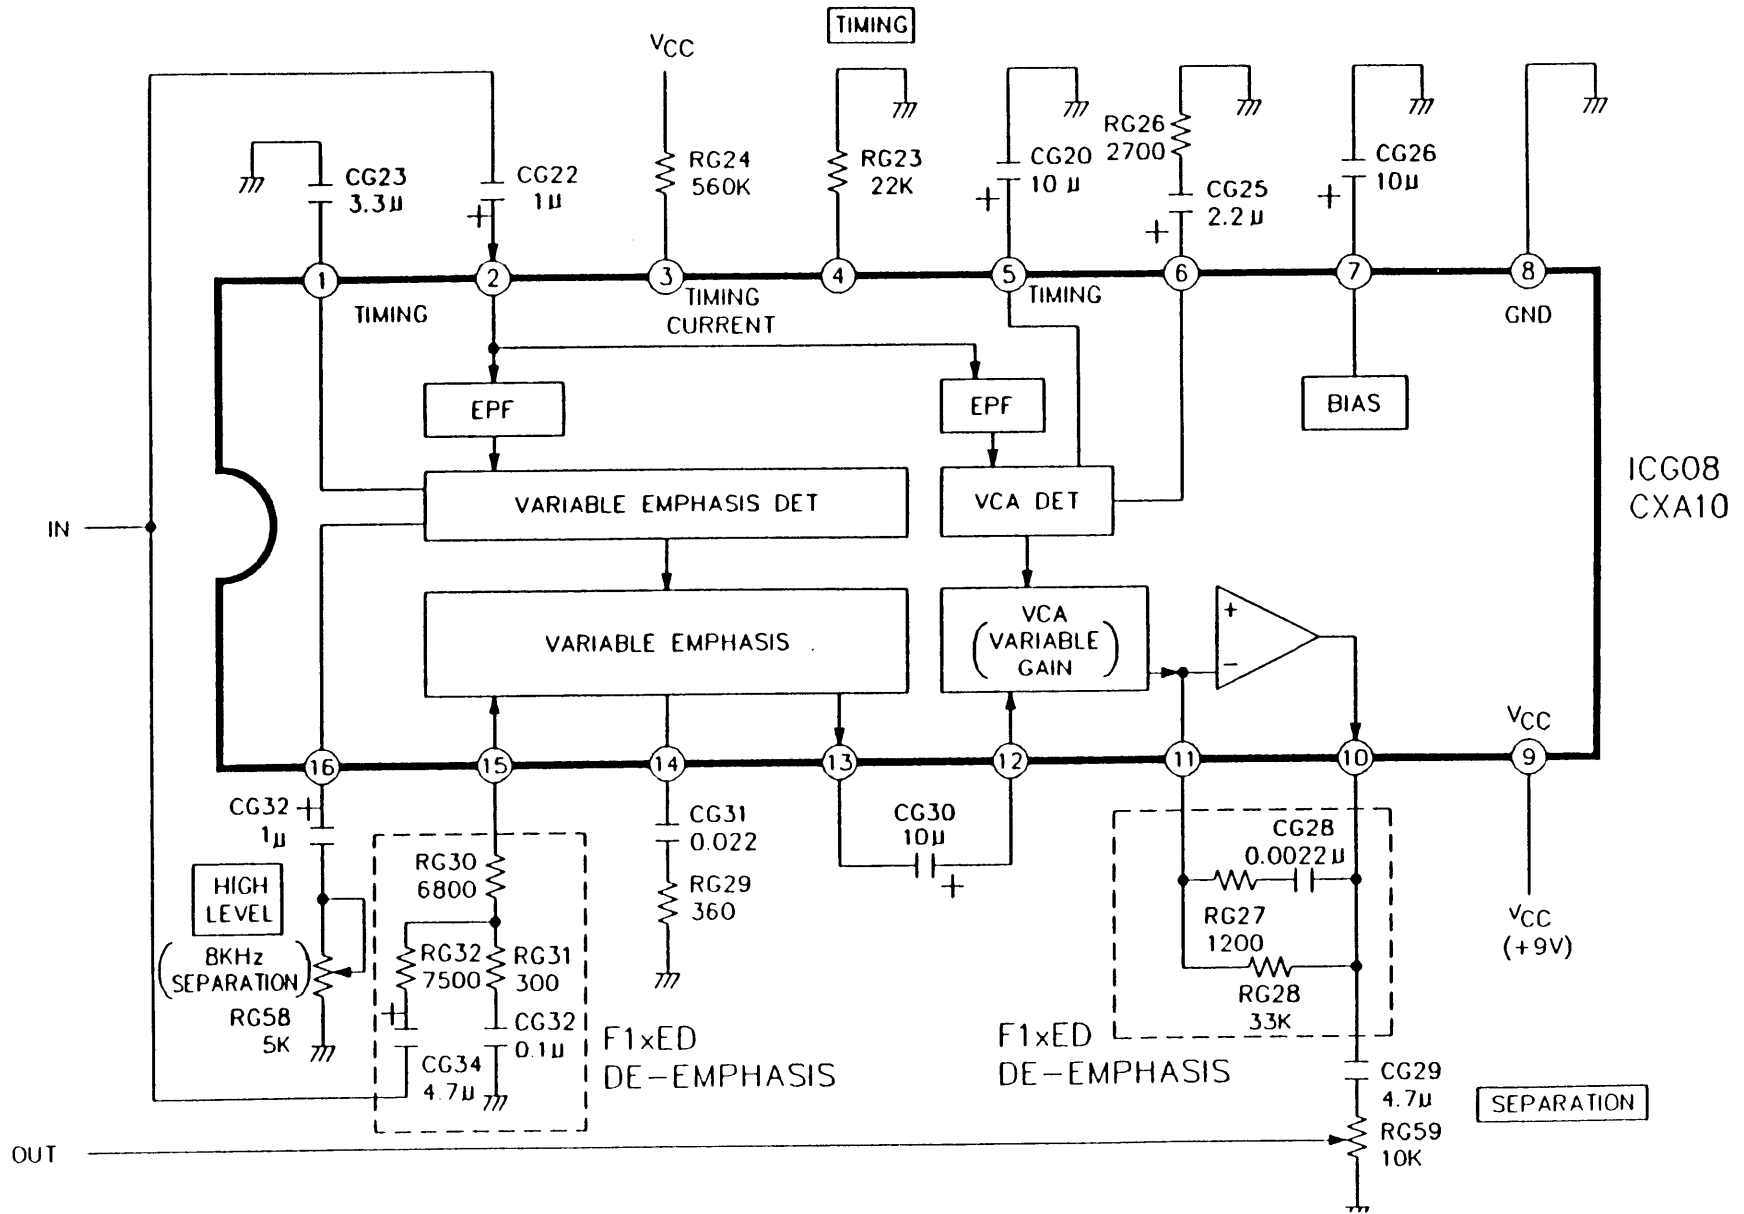 TIMING
VCC
CG23
3.3µ
CG22
1µ
+
RG24
560K
RG23
22K
CG20
10 µ
+
RG26
2700
CG25
2.2µ
+
CG26
10µ
+
1
2
3
4
5
6
7
8
TIMING
TIMING
CURRENT
TIMING
GND
EPF
EPF
BIAS
VARIABLE EMPHASIS DET
VCA DET
ICG08
CXA10
IN
VARIABLE EMPHASIS
VCA
(VARIABLE
GAIN)
+
−
VCC
16
15
14
13
12
11
10
9
CG32 +
1µ
HIGH
LEVEL
(8KHz
SEPARATION)
RG58
5K
RG30
6800
RG32
7500
RG31
300
+
CG34
4.7µ
CG32
0.1µ
F1xED
DE-EMPHASIS
CG31
0.022
RG29
360
CG30
10µ
+
CG28
0.0022µ
RG27
1200
RG28
33K
F1xED
DE-EMPHASIS
VCC
(+9V)
CG29
4.7µ
SEPARATION
RG59
10K
OUT